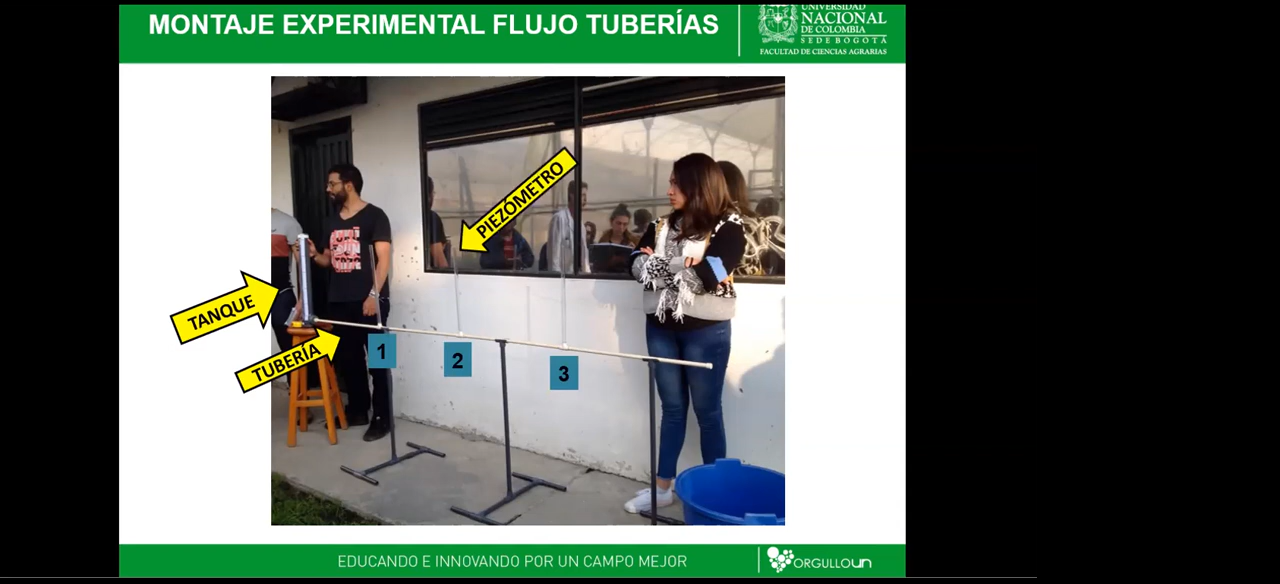 MONTAJE EXPERIMENTAL FLUJO TUBERÍAS
UNIVERSIDAD
NACIONAL
DE COLOMBIA
SEDE BOGOTÁ
FACULTAD DE CIENCIAS AGRARIAS
PIEZÓMETRO
TANQUE
TUBERÍA
1
2
3
EDUCANDO E INNOVANDO POR UN CAMPO MEJOR
ORGULLOUN